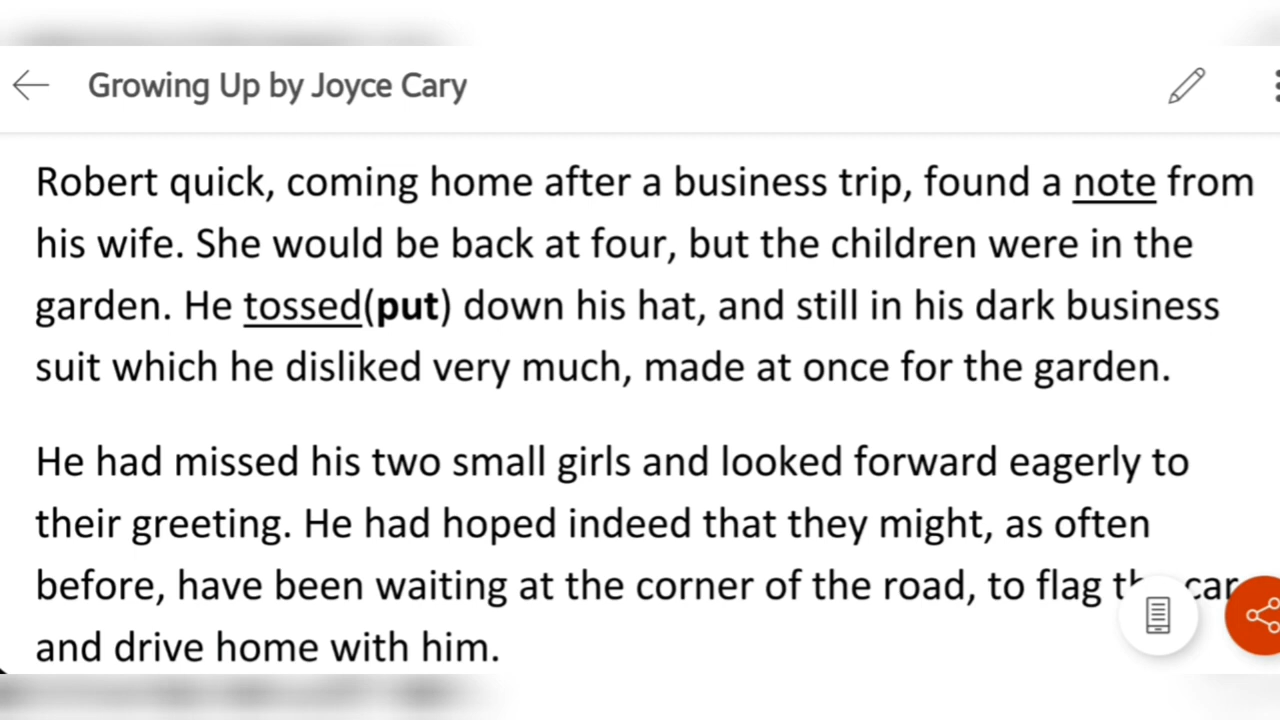 Growing Up by Joyce Cary
Robert quick, coming home after a business trip, found a note from
his wife. She would be back at four, but the children were in the
garden. He tossed(put) down his hat, and still in his dark business
suit which he disliked very much, made at once for the garden.
He had missed his two small girls and looked forward eagerly to
their greeting. He had hoped indeed that they might, as often
before, have been waiting at the corner of the road, to flag car
and drive home with him.